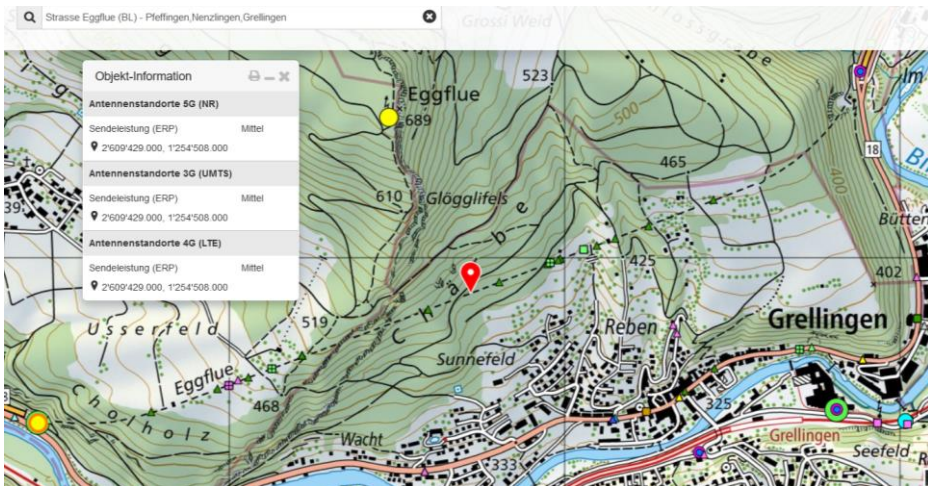 Strasse Eggflue (BL) - Pfeffingen,Nenzlingen,Grellingen
Grossi Weid
Objekt-Information
Antennenstandorte 5G (NR)
Sendeleistung (ERP) Mittel
2'609'429.000, 1'254'508.000
Antennenstandorte 3G (UMTS)
Sendeleistung (ERP) Mittel
2'609'429.000, 1'254'508.000
Antennenstandorte 4G (LTE)
Sendeleistung (ERP) Mittel
2'609'429.000, 1'254'508.000
523
Eggflue
689
500
Im
18
465
400
610
Glögglifels
39
Bütten
425
402
Usserfeld
519
Reben
Grellingen
Sunnefeld
Eggflue
468
Cholholz
325
Wacht
333
Grellingen
Seefeld